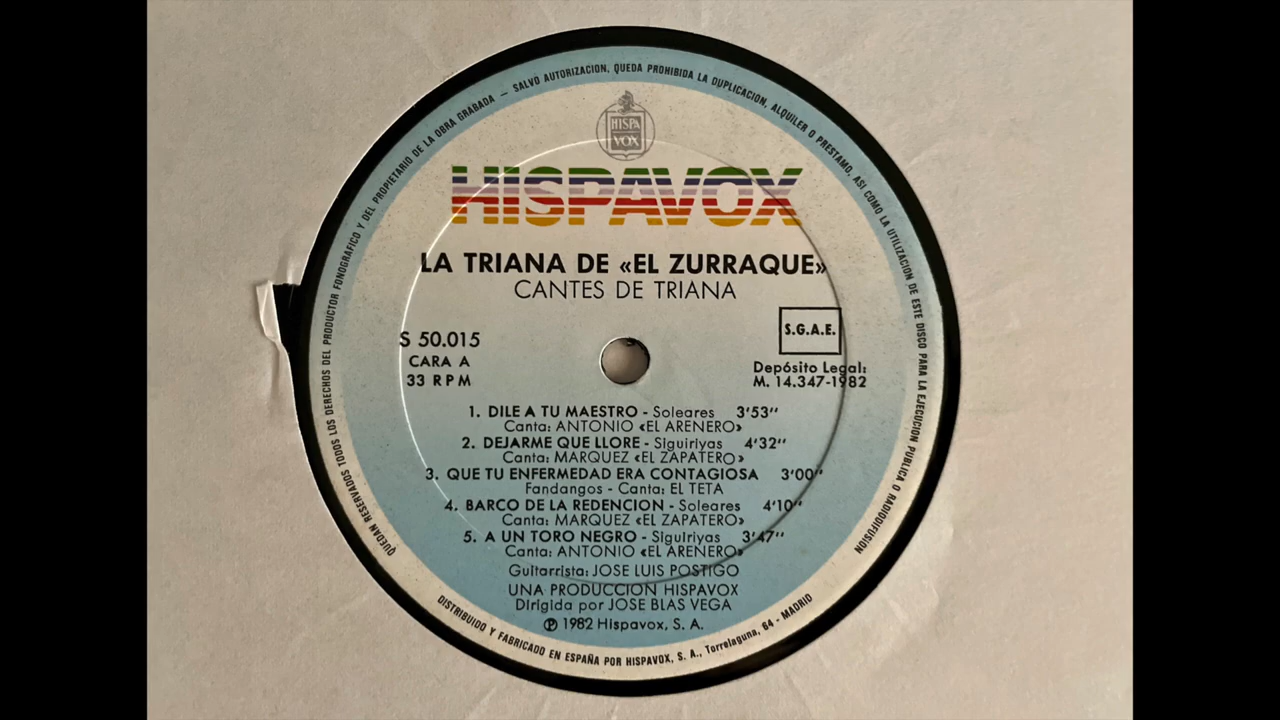 QUEDAN RESERVADOS TODOS LOS DERECHOS DEL PRODUCTOR FONOGRAFICO Y DEL PROPIETARIO DE LA OBRA GRABADA — SALVO AUTORIZACION, QUEDA PROHIBIDA LA DUPLICACION, ALQUILER O PRESTAMO, ASI COMO LA UTILIZACION DE ESTE DISCO PARA LA EJECUCION PUBLICA O RADIODIFUSION
HISPA
VOX
HISPAVOX
LA TRIANA DE «EL ZURRAQUE»
CANTES DE TRIANA
S 50.015
CARA A
33 RPM
S.G.A.E.
Depósito Legal:
M. 14.347-1982
1. DILE A TU MAESTRO - Soleares 3'53''
Canta: ANTONIO «EL ARENERO»
2. DEJARME QUE LLORE - Siguiriyas 4'32''
Canta: MARQUEZ «EL ZAPATERO»
3. QUE TU ENFERMEDAD ERA CONTAGIOSA 3'00''
Fandangos - Canta: EL TETA
4. BARCO DE LA REDENCION - Soleares 4'10''
Canta: MARQUEZ «EL ZAPATERO»
5. A UN TORO NEGRO - Siguiriyas 3'47''
Canta: ANTONIO «EL ARENERO»
Guitarrista: JOSE LUIS POSTIGO
UNA PRODUCCION HISPAVOX
Dirigida por JOSE BLAS VEGA
℗ 1982 Hispavox, S. A.
DISTRIBUIDO Y FABRICADO EN ESPAÑA POR HISPAVOX, S. A., Torrelaguna, 64 - MADRID